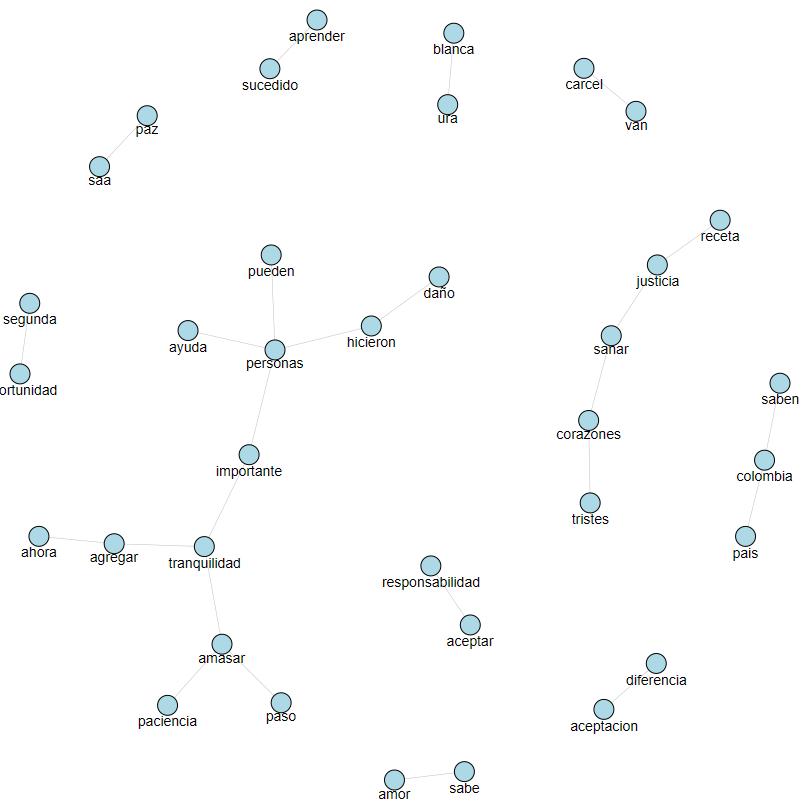 aprender
blanca
sucedido
carcel
ura
van
paz
saa
receta
pueden
justicia
daño
segunda
hicieron
ayuda
sanar
personas
ortunidad
saben
corazones
importante
colombia
tristes
ahora
agregar
tranquilidad
pais
responsabilidad
aceptar
amasar
diferencia
paciencia
paso
aceptacion
amor
sabe